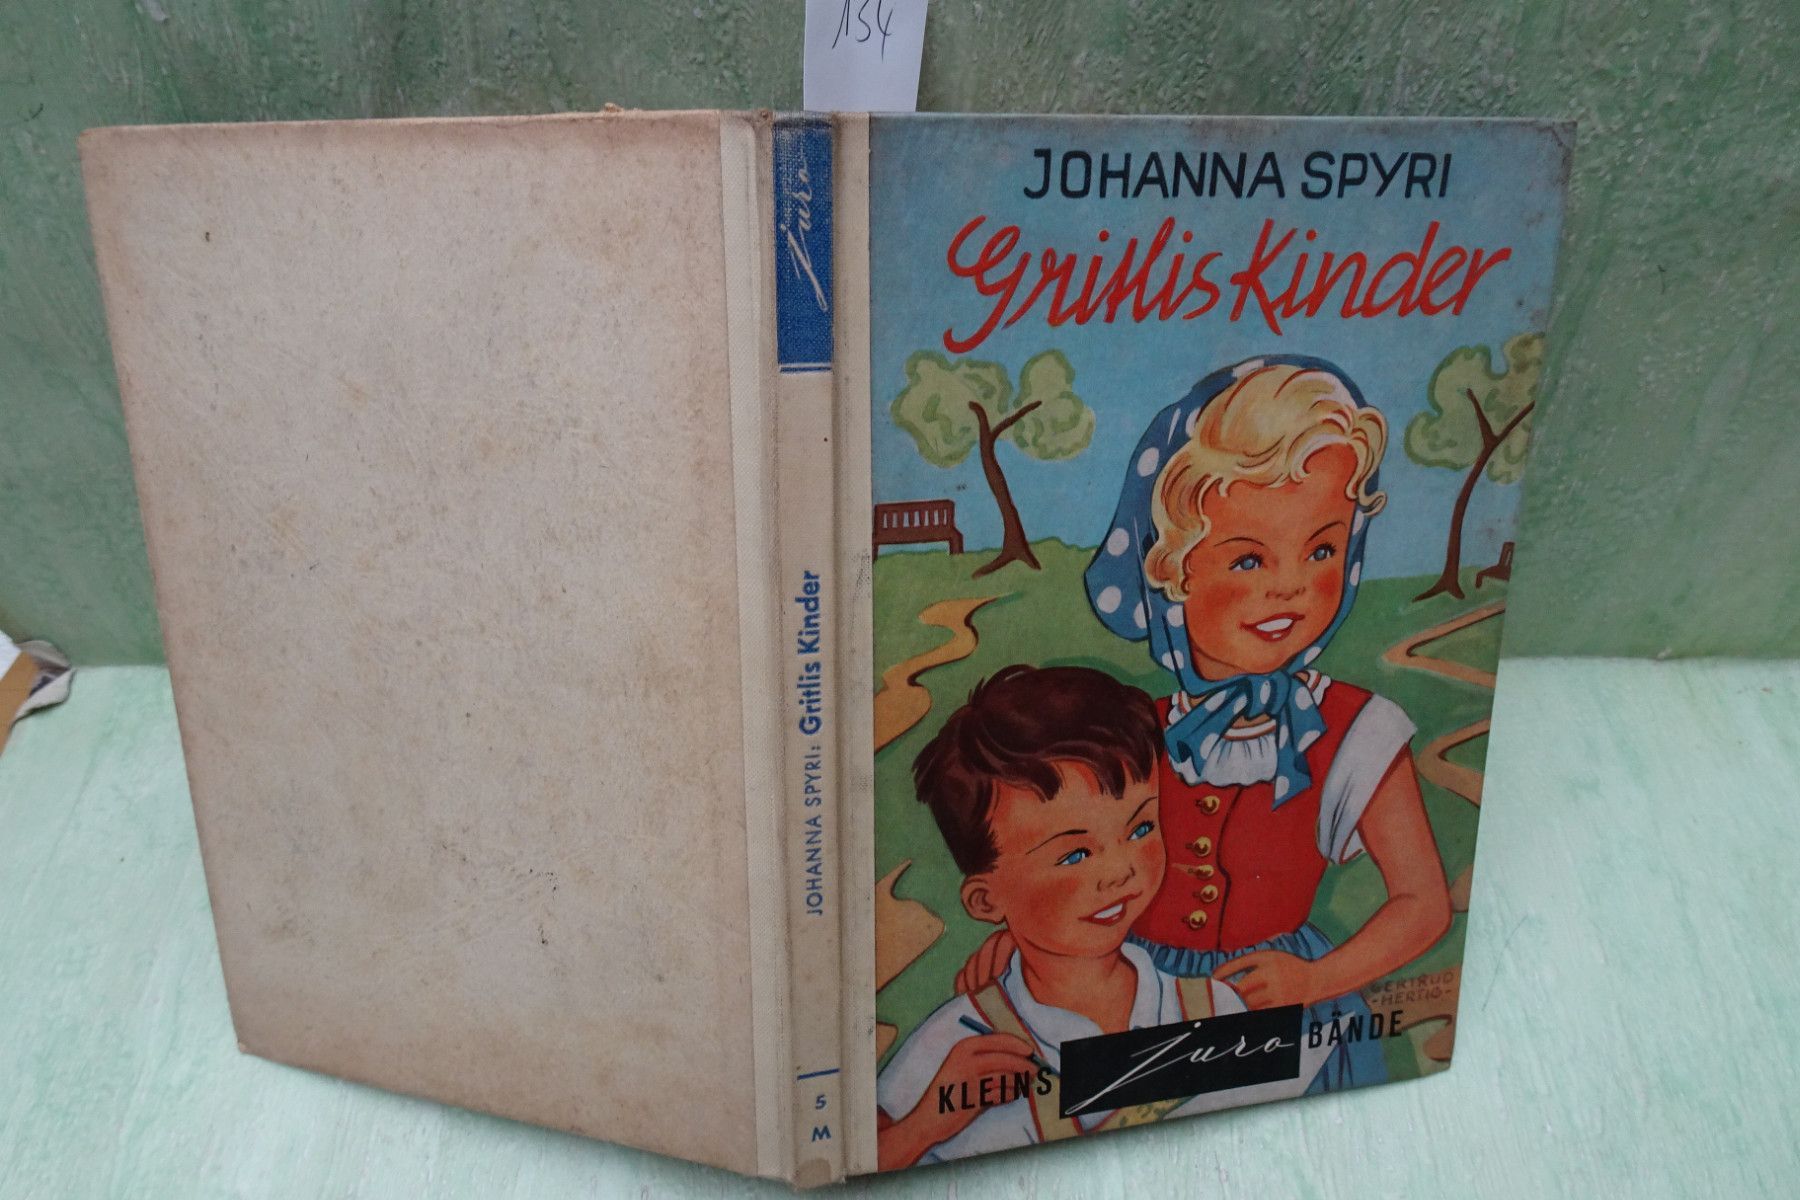 154
JOHANNA SPYRI
Gritlis Kinder
GERTRUD
-HERTIG-
KLEINS Juro BÄNDE
Juro
JOHANNA SPYRI: Gritlis Kinder
5
M